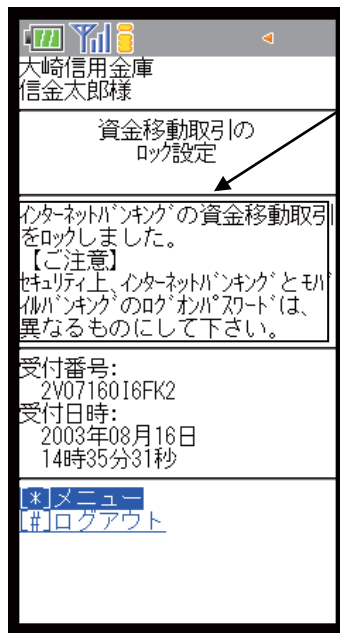 大崎信用金庫
信金太郎様
資金移動取引の
ﾛｯｸ設定
ｲﾝﾀｰﾈｯﾄﾊﾞﾝｷﾝｸﾞの資金移動取引
をﾛｯｸしました。
【ご注意】
ｾｷｭﾘﾃｨ上、ｲﾝﾀｰﾈｯﾄﾊﾞﾝｷﾝｸﾞとﾓﾊﾞ
ｲﾙﾊﾞﾝｷﾝｸﾞのﾛｸﾞｵﾝﾊﾟｽﾜｰﾄﾞは、
異なるものにして下さい。
受付番号:
2V07160I6FK2
受付日時:
2003年08月16日
14時35分31秒
[*]メニュー
[#]ログアウト